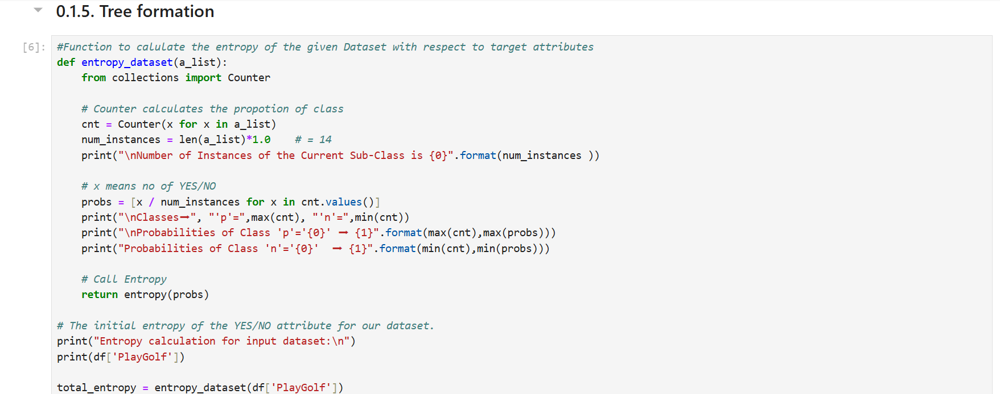 0.1.5. Tree formation
[6]:
#Function to calulate the entropy of the given Dataset with respect to target attributes
def entropy_dataset(a_list):
    from collections import Counter
    # Counter calculates the propotion of class
    cnt = Counter(x for x in a_list)
    num_instances = len(a_list)*1.0    # = 14
    print("\nNumber of Instances of the Current Sub-Class is {0}".format(num_instances ))
    # x means no of YES/NO
    probs = [x / num_instances for x in cnt.values()]
    print("\nClasses➞", "'p'=",max(cnt), "'n'=",min(cnt))
    print("\nProbabilities of Class 'p'='{0}' ➞ {1}".format(max(cnt),max(probs)))
    print("Probabilities of Class 'n'='{0}'  ➞ {1}".format(min(cnt),min(probs)))
    # Call Entropy
    return entropy(probs)
# The initial entropy of the YES/NO attribute for our dataset.
print("Entropy calculation for input dataset:\n")
print(df['PlayGolf'])
total_entropy = entropy_dataset(df['PlayGolf'])